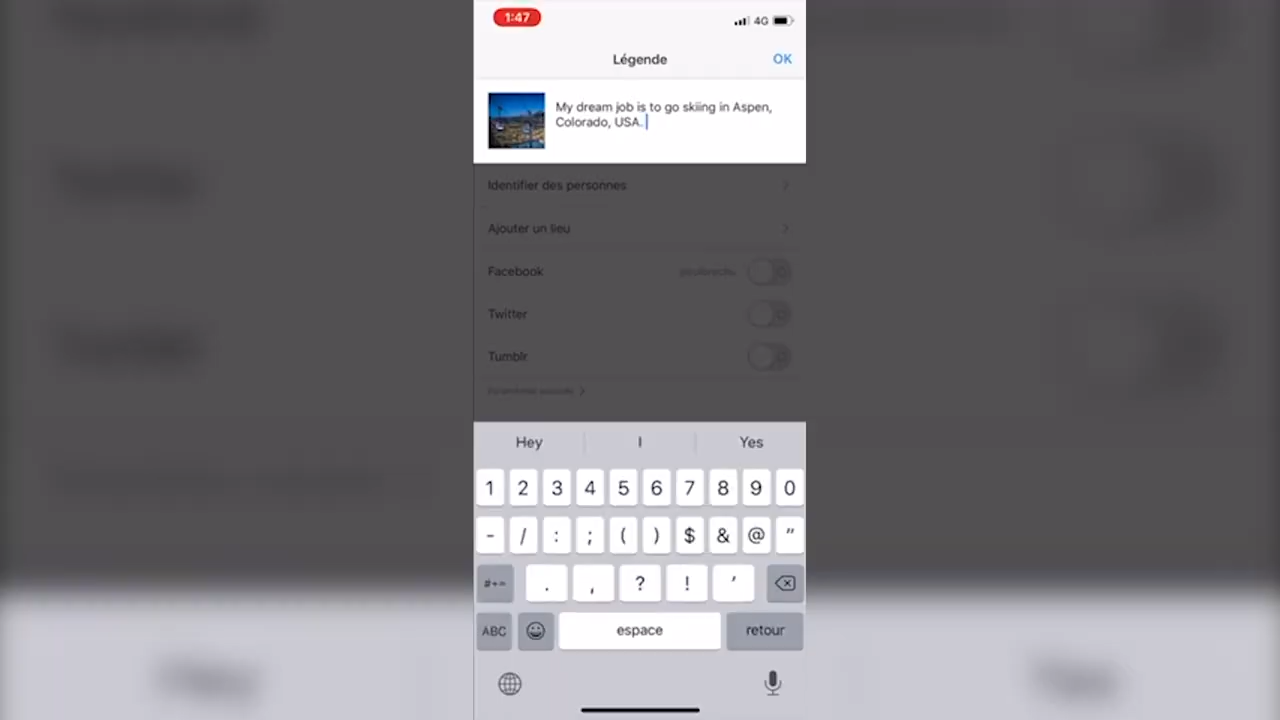 1:47
4G
Légende
OK
My dream job is to go skiing in Aspen,
Colorado, USA.
Identifier des personnes
Ajouter un lieu
Facebook
Twitter
Tumblr
Hey
I
Yes
1 2 3 4 5 6 7 8 9 0
- / : ; ( ) $ & @ "
#+= . , ? ! '
ABC espace retour